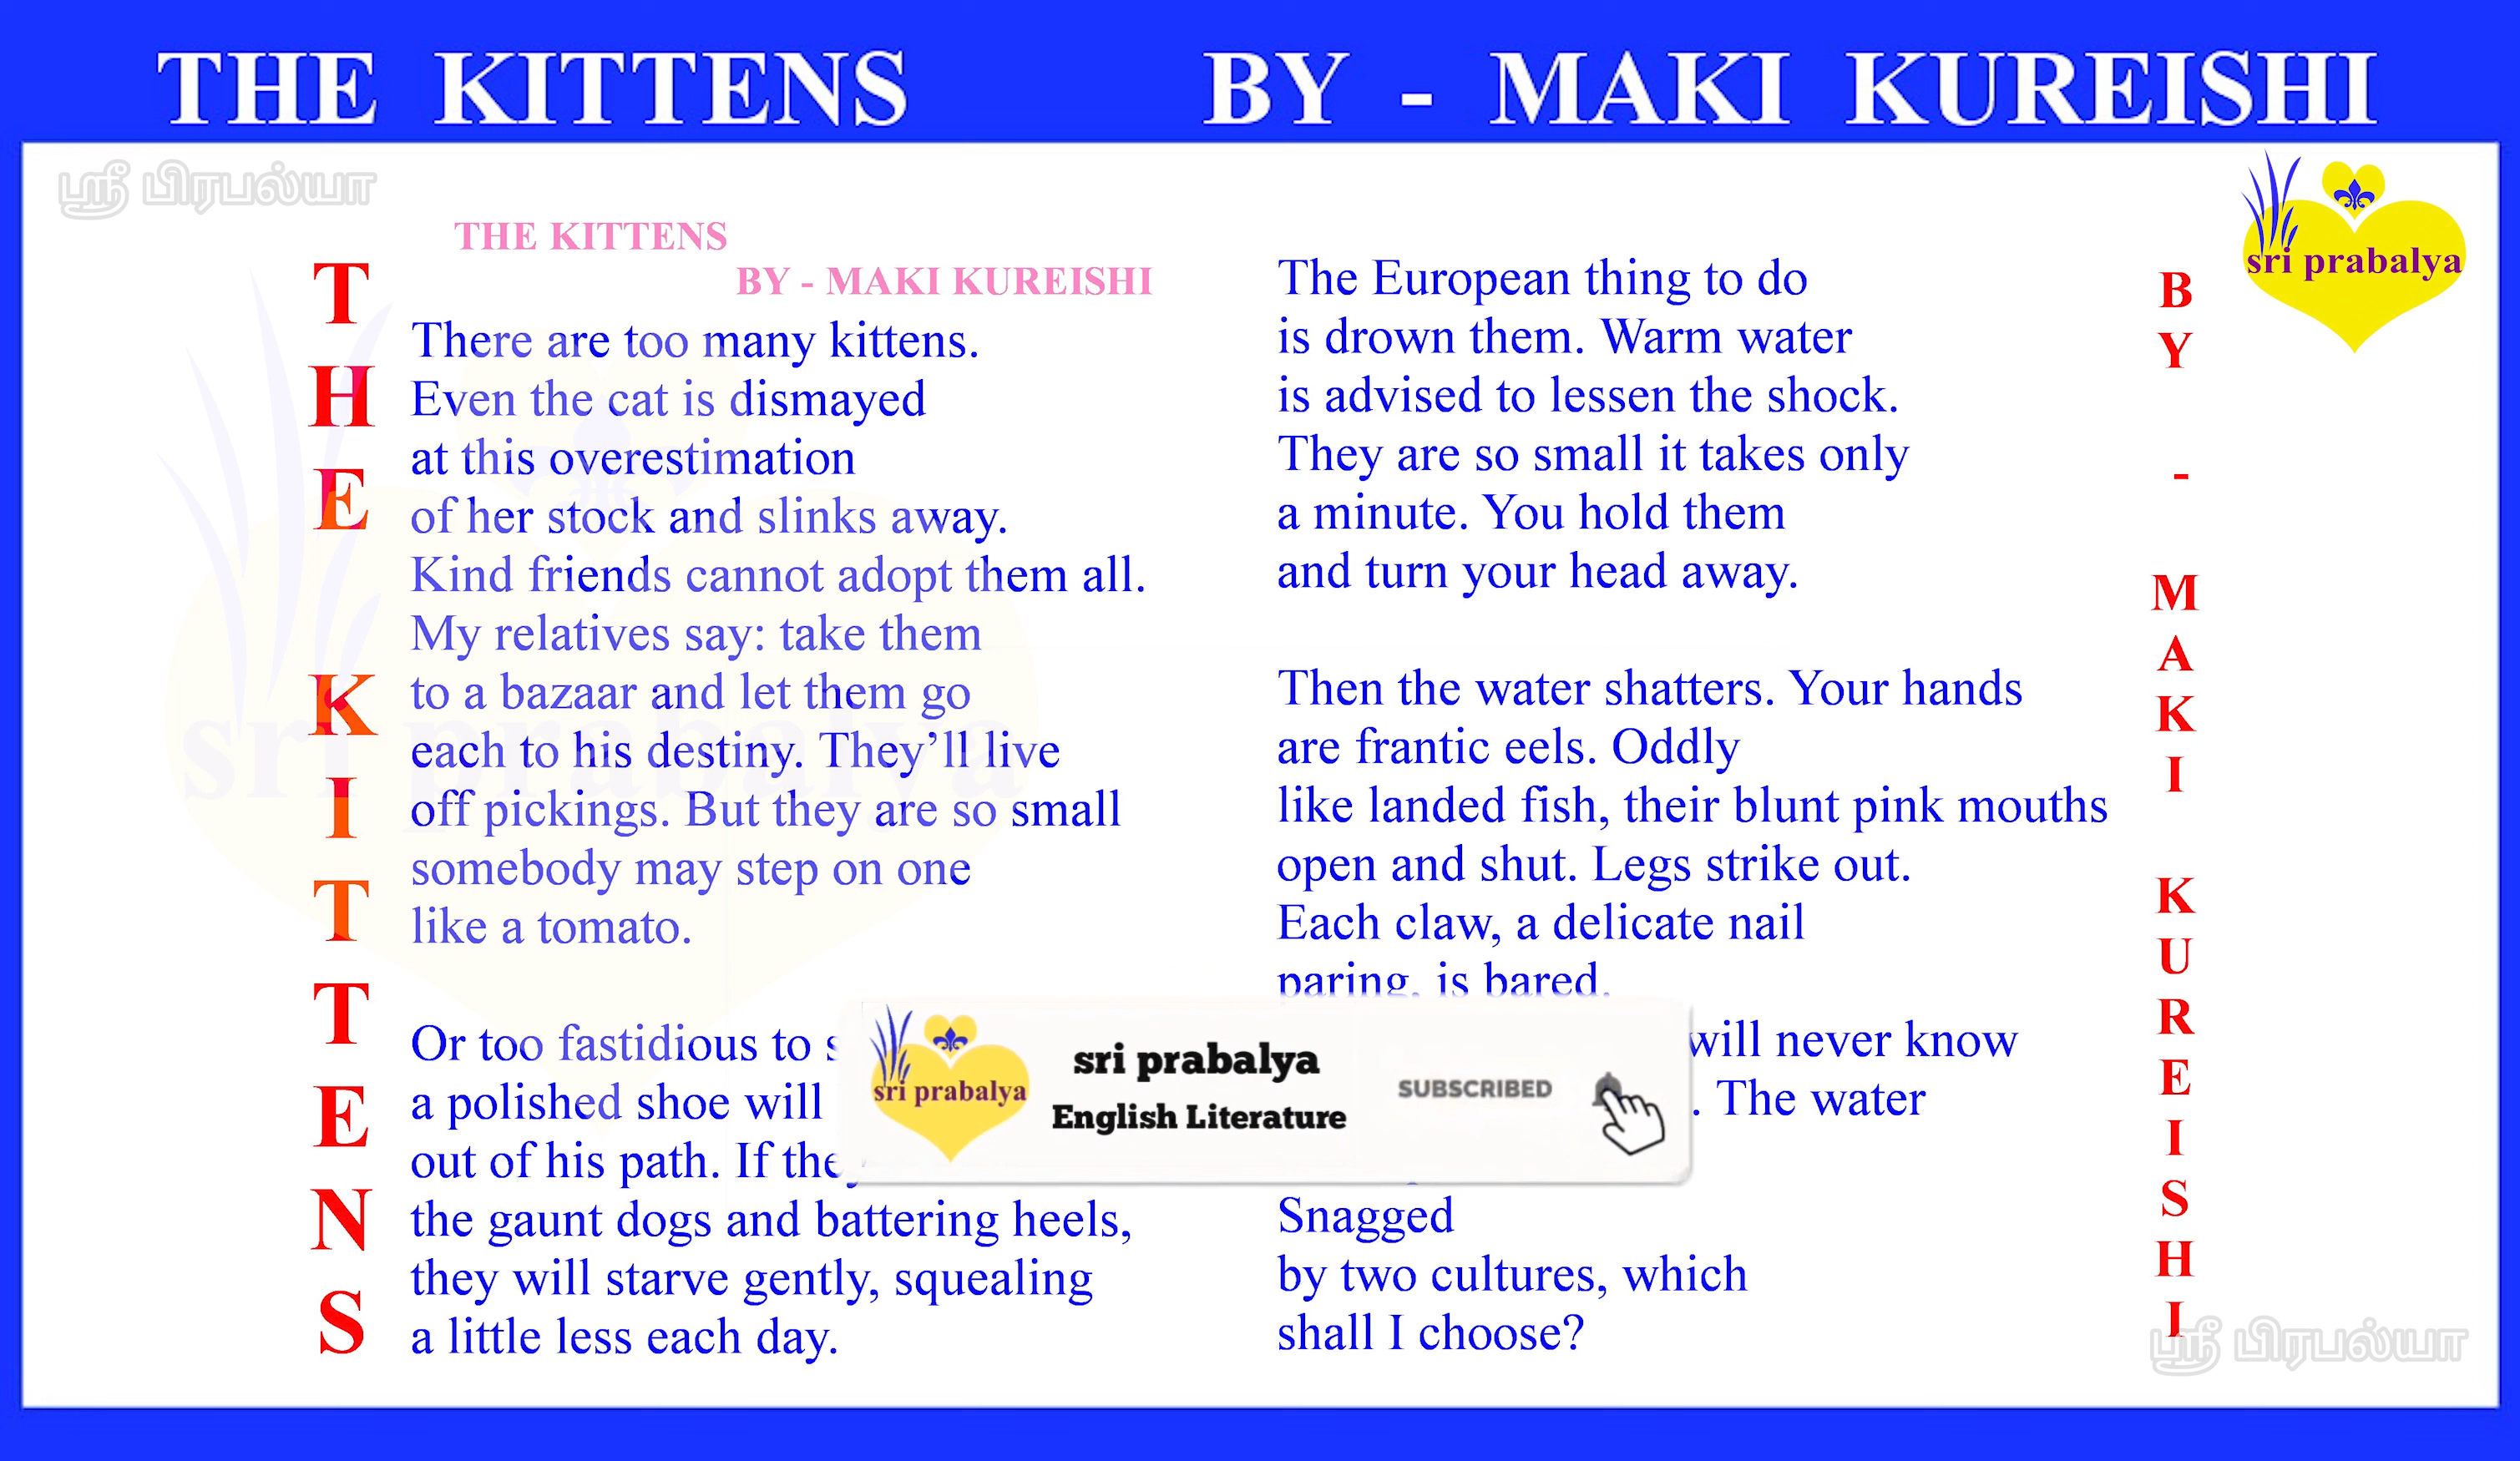 THE KITTENS BY - MAKI KUREISHI
ஸ்ரீ பிரபல்யா
sri prabalya
THE KITTENS
BY - MAKI KUREISHI
THE KITTENS
BY - MAKI KUREISHI
There are too many kittens.
Even the cat is dismayed
at this overestimation
of her stock and slinks away.
Kind friends cannot adopt them all.
My relatives say: take them
to a bazaar and let them go
each to his destiny. They’ll live
off pickings. But they are so small
somebody may step on one
like a tomato.
Or too fastidious to
a polished shoe will
out of his path. If
the gaunt dogs and battering heels,
they will starve gently, squealing
a little less each day.
The European thing to do
is drown them. Warm water
is advised to lessen the shock.
They are so small it takes only
a minute. You hold them
and turn your head away.
Then the water shatters. Your hands
are frantic eels. Oddly
like landed fish, their blunt pink mouths
open and shut. Legs strike out.
Each claw, a delicate nail
paring, is bared.
will never know
. The water
Snagged
by two cultures, which
shall I choose?
sri prabalya
sri prabalya
English Literature
SUBSCRIBED
sri prabalya
ஸ்ரீ பிரபல்யா